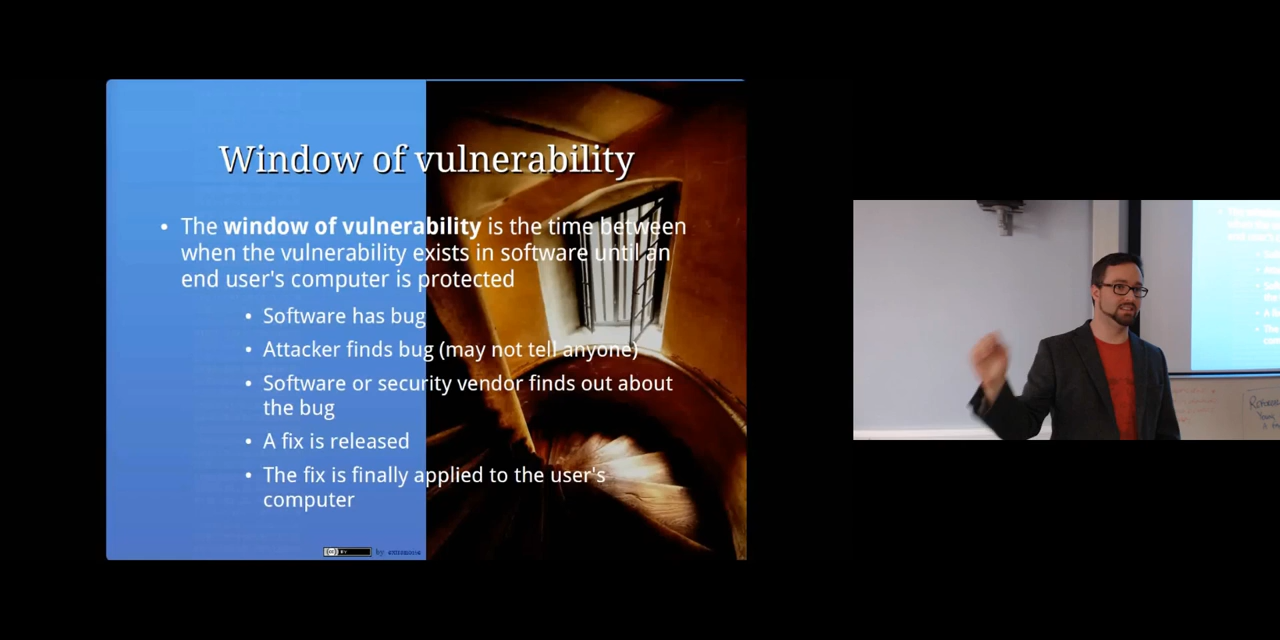 Window of vulnerability
• The window of vulnerability is the time between
when the vulnerability exists in software until an
end user's computer is protected
• Software has bug
• Attacker finds bug (may not tell anyone)
• Software or security vendor finds out about
the bug
• A fix is released
• The fix is finally applied to the user's
computer
by